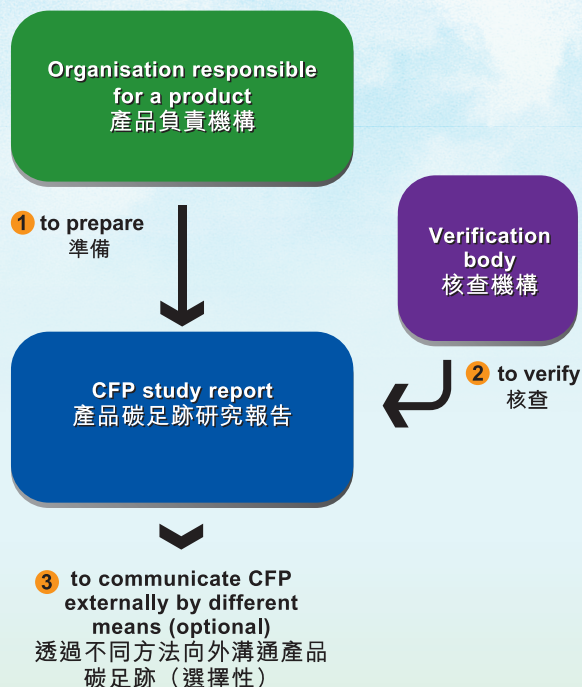 Organisation responsible
for a product
產品負責機構
1 to prepare
準備
Verification
body
核查機構
CFP study report
產品碳足跡研究報告
2 to verify
核查
3 to communicate CFP
externally by different
means (optional)
透過不同方法向外溝通產品
碳足跡（選擇性）